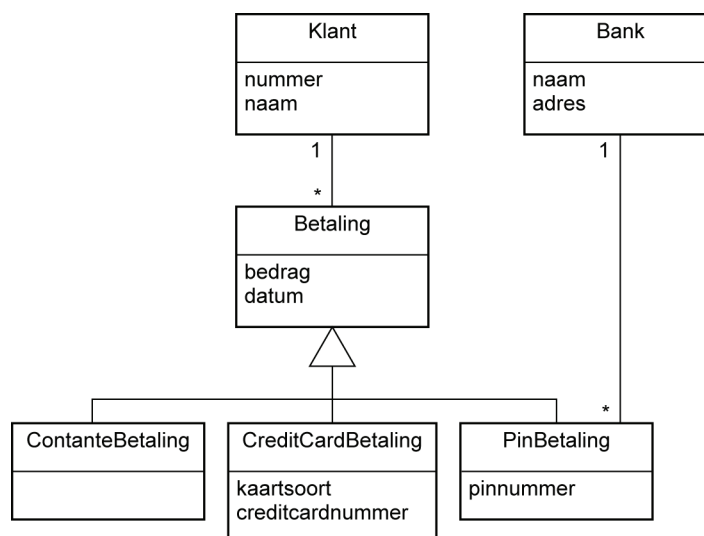 Klant
nummer
naam
Bank
naam
adres
1
1
*
Betaling
bedrag
datum
*
ContanteBetaling
CreditCardBetaling
kaartsoort
creditcardnummer
PinBetaling
pinnummer